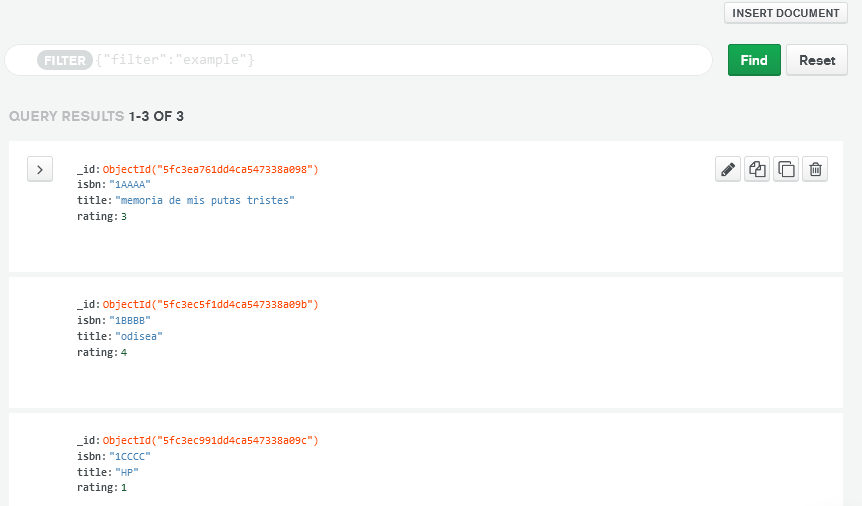 INSERT DOCUMENT
FILTER {"filter":"example"}
Find
Reset
QUERY RESULTS 1-3 OF 3
_id: ObjectId("5fc3ea761dd4ca547338a098")
isbn: "1AAAA"
title: "memoria de mis putas tristes"
rating: 3
_id: ObjectId("5fc3ec5f1dd4ca547338a09b")
isbn: "1BBBB"
title: "odisea"
rating: 4
_id: ObjectId("5fc3ec991dd4ca547338a09c")
isbn: "1CCCC"
title: "HP"
rating: 1